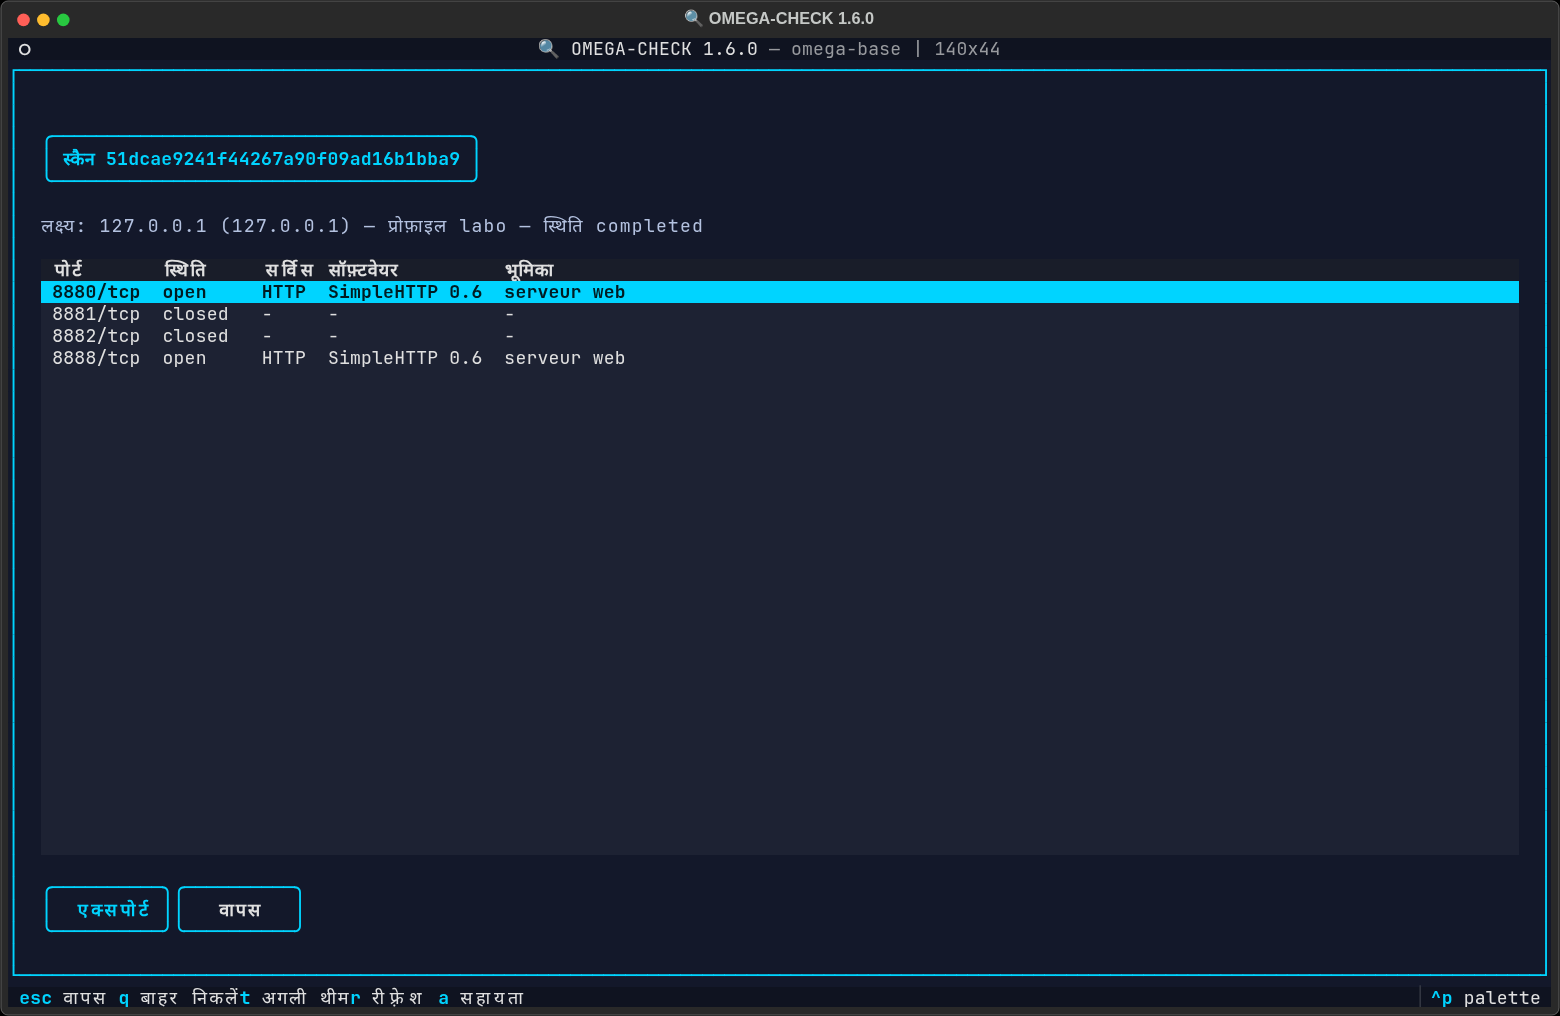 🔍 OMEGA-CHECK 1.6.0
🔍 OMEGA-CHECK 1.6.0 — omega-base | 140x44
स्कैन 51dcae9241f44267a90f09ad16b1bba9
लक्ष्य: 127.0.0.1 (127.0.0.1) — प्रोफ़ाइल labo — स्थिति completed
पोर्ट स्थिति सर्विस सॉफ़्टवेयर भूमिका
8880/tcp open HTTP SimpleHTTP 0.6 serveur web
8881/tcp closed - - -
8882/tcp closed - - -
8888/tcp open HTTP SimpleHTTP 0.6 serveur web
एक्सपोर्ट वापस
esc वापस q बाहर निकलें t अगली थीम r रीफ़्रेश a सहायता ^p palette